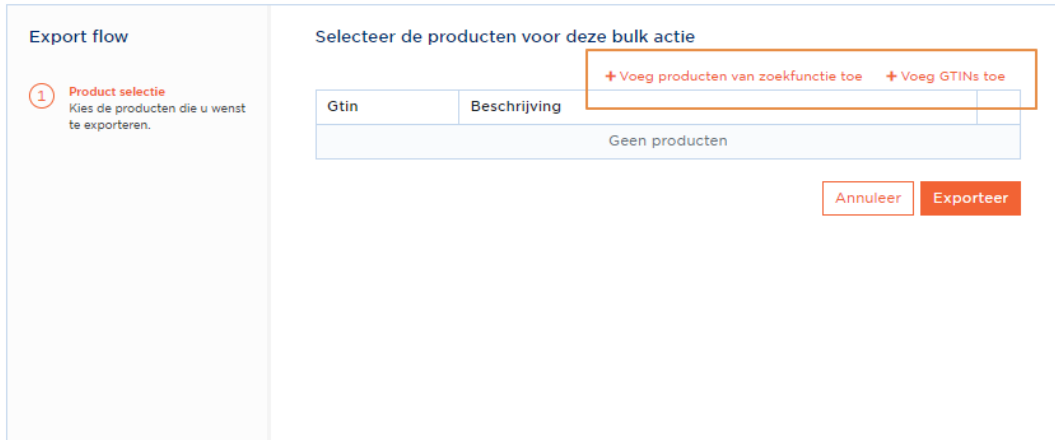 Export flow
1
Product selectie
Kies de producten die u wenst
te exporteren.
Selecteer de producten voor deze bulk actie
+ Voeg producten van zoekfunctie toe + Voeg GTINs toe
Gtin Beschrijving
Geen producten
Annuleer Exporteer